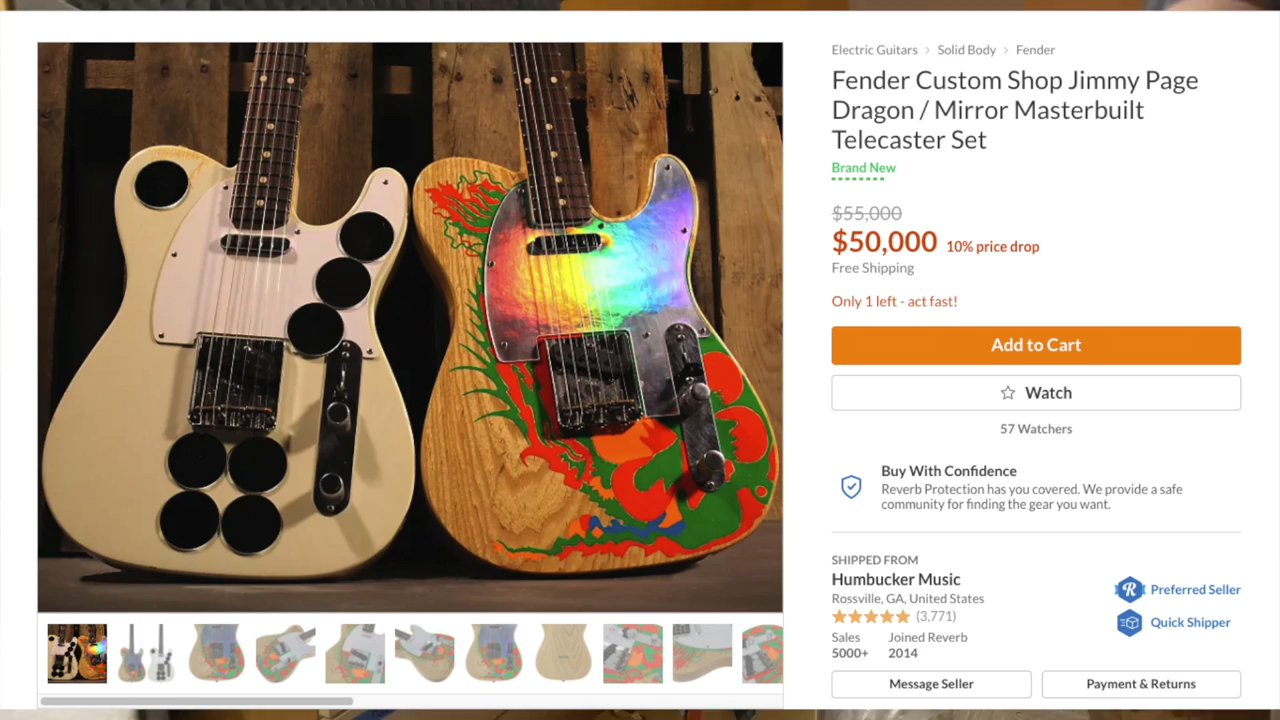 Electric Guitars > Solid Body > Fender
Fender Custom Shop Jimmy Page
Dragon / Mirror Masterbuilt
Telecaster Set
Brand New
$55,000
$50,000 10% price drop
Free Shipping
Only 1 left - act fast!
Add to Cart
Watch
57 Watchers
Buy With Confidence
Reverb Protection has you covered. We provide a safe
community for finding the gear you want.
SHIPPED FROM
Humbucker Music
Rossville, GA, United States
(3,771)
R Preferred Seller
Quick Shipper
Sales Joined Reverb
5000+ 2014
Message Seller
Payment & Returns